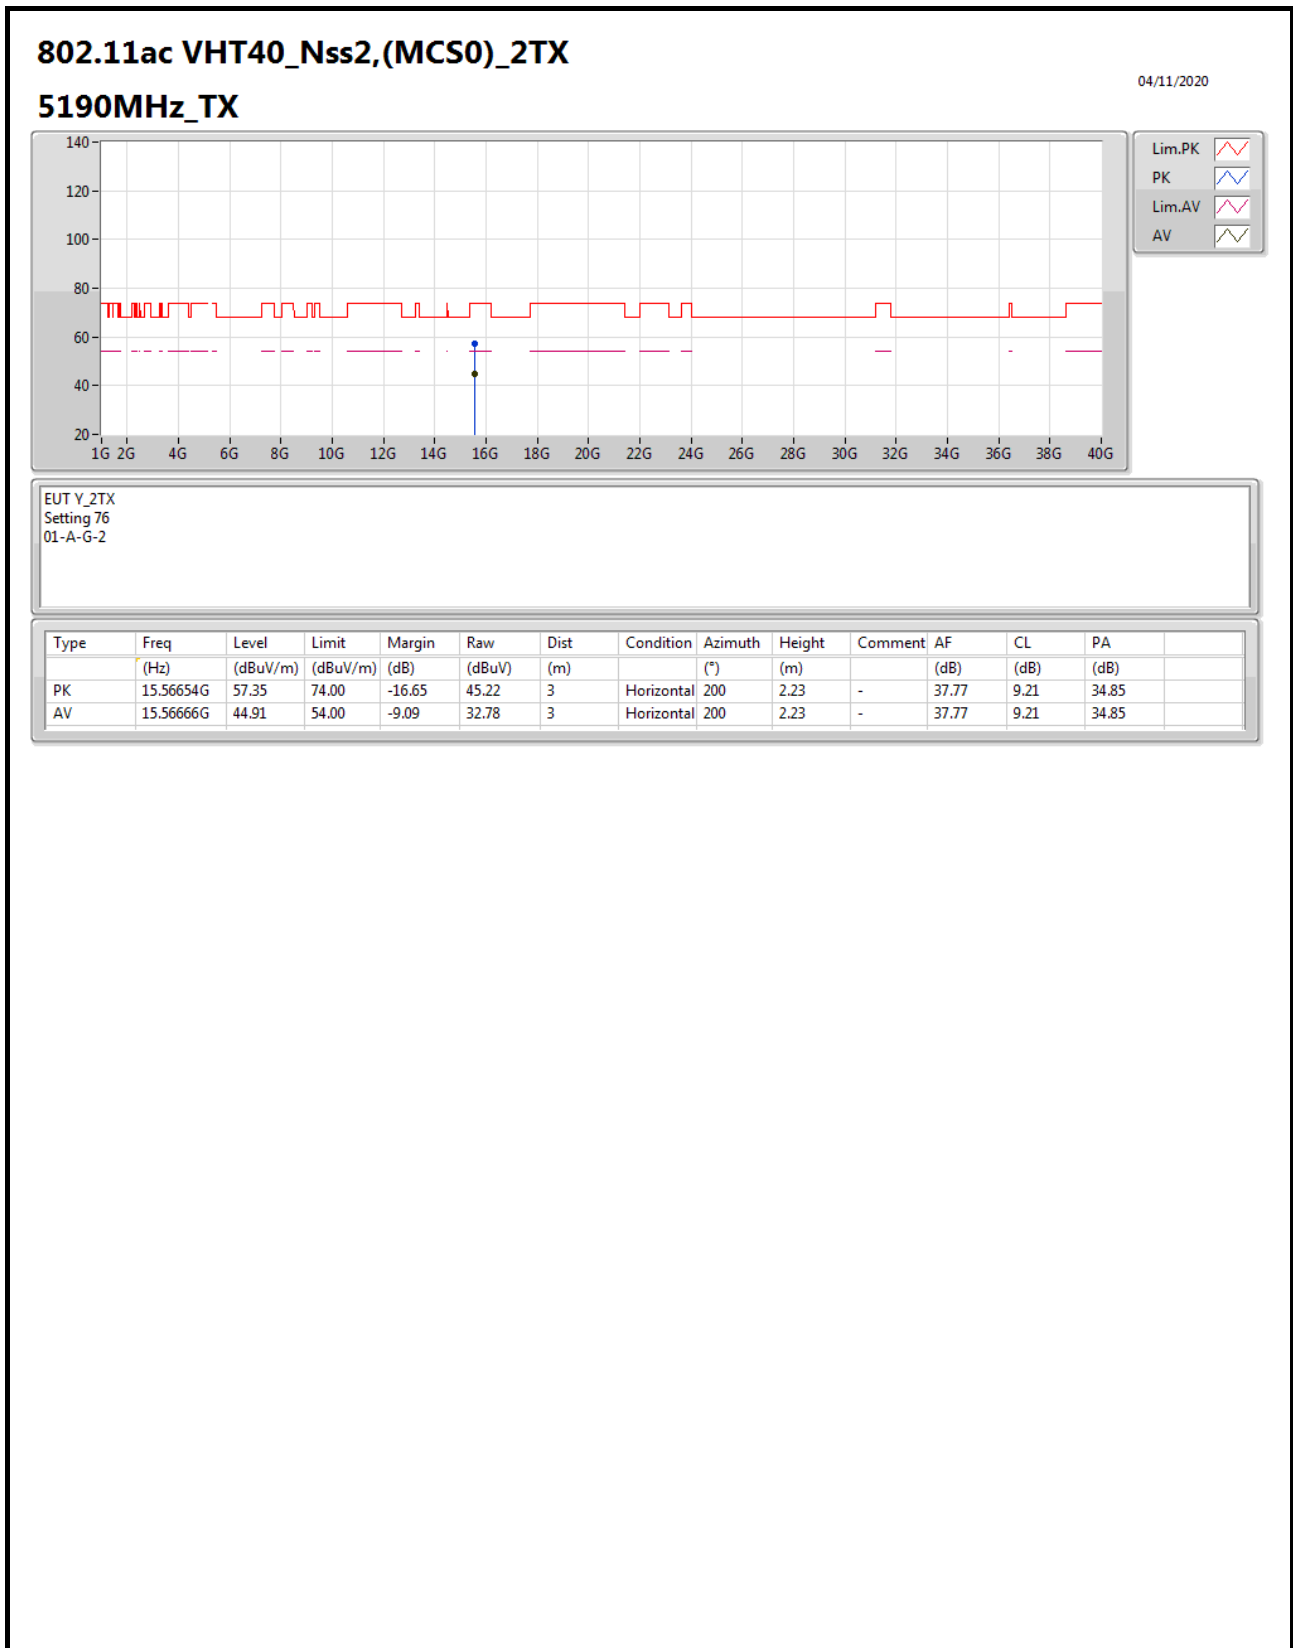 802.11ac VHT40_Nss2,(MCS0)_2TX
04/11/2020
5190MHz_TX
140
120
100
80
60
40
20
1G 2G 4G 6G 8G 10G 12G 14G 16G 18G 20G 22G 24G 26G 28G 30G 32G 34G 36G 38G 40G
Lim.PK
PK
Lim.AV
AV
EUT Y_2TX
Setting 76
01-A-G-2
Type Freq Level Limit Margin Raw Dist Condition Azimuth Height Comment AF CL PA
(Hz) (dBuV/m) (dBuV/m) (dB) (dBuV) (m) (°) (m) (dB) (dB) (dB)
PK 15.56654G 57.35 74.00 -16.65 45.22 3 Horizontal 200 2.23 - 37.77 9.21 34.85
AV 15.56666G 44.91 54.00 -9.09 32.78 3 Horizontal 200 2.23 - 37.77 9.21 34.85